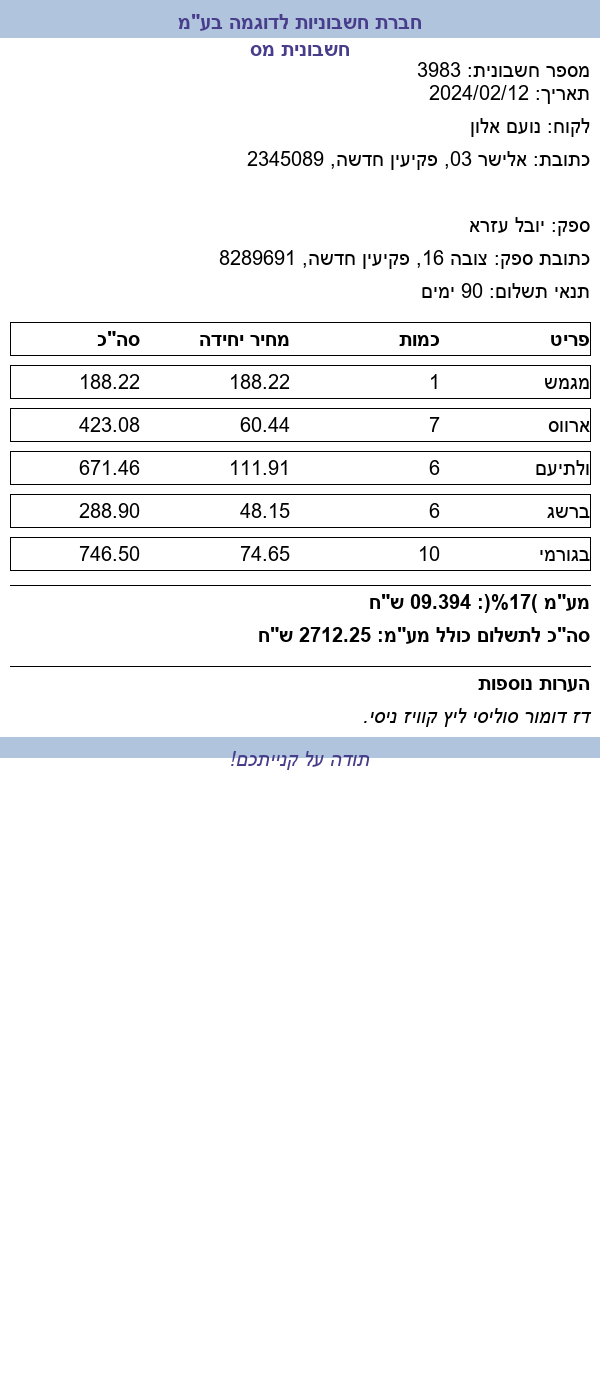 חברת חשבוניות לדוגמה בע"מ
חשבונית מס
מספר חשבונית: 3983
תאריך: 2024/02/12
לקוח: נועם אלון
כתובת: אלישר 03, פקיעין חדשה, 2345089
ספק: יובל עזרא
כתובת ספק: צובה 16, פקיעין חדשה, 8289691
תנאי תשלום: 90 ימים
פריט כמות מחיר יחידה סה"כ
מגמש 1 188.22 188.22
ארווס 7 60.44 423.08
ולתיעם 6 111.91 671.46
ברשג 6 48.15 288.90
בגורמי 10 74.65 746.50
מע"מ )17%(: 09.394 ש"ח
סה"כ לתשלום כולל מע"מ: 2712.25 ש"ח
הערות נוספות
דז דומור סוליסי ליץ קוויז ניסי.
תודה על קנייתכם!